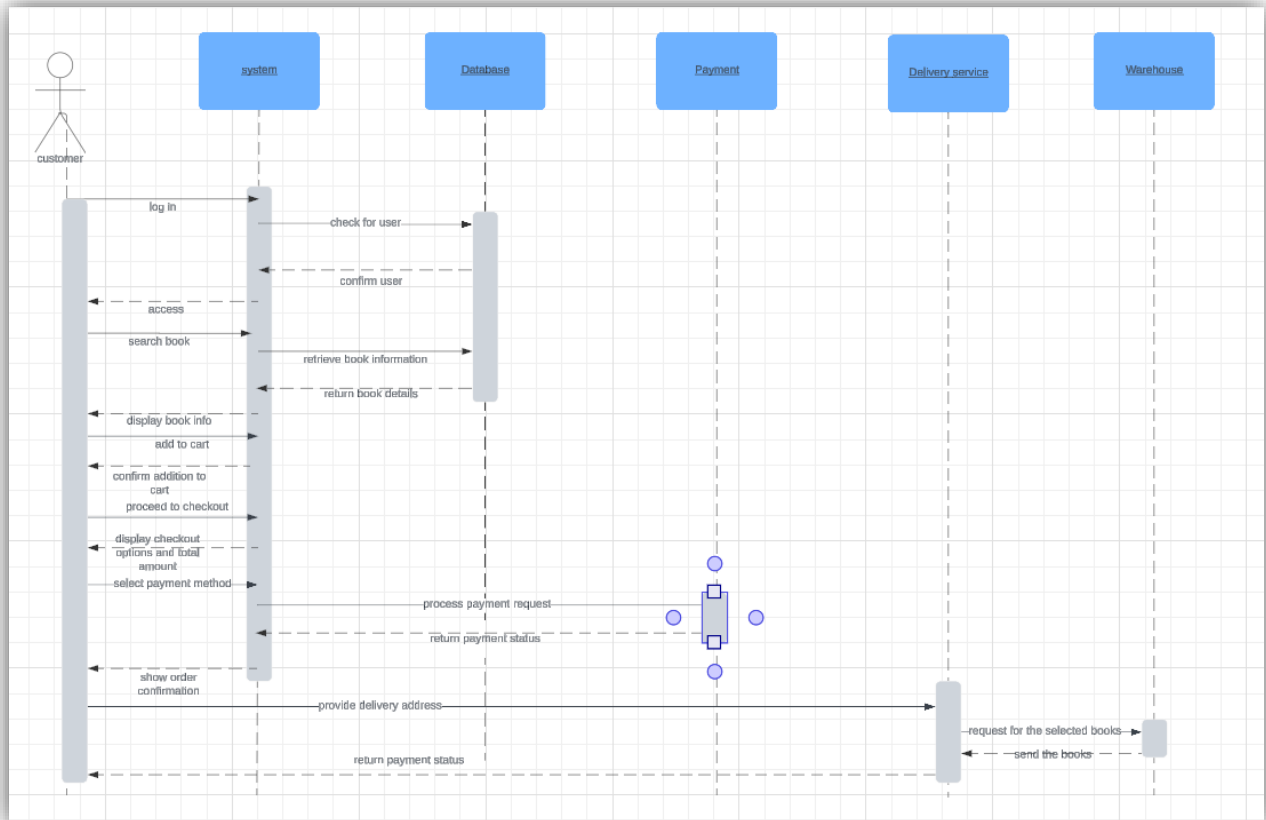 system
Database
Payment
Delivery service
Warehouse
customer
log in
check for user
confirm user
access
search book
retrieve book information
return book details
display book info
add to cart
confirm addition to
cart
proceed to checkout
display checkout
options and total
amount
select payment method
process payment request
return payment status
show order
confirmation
provide delivery address
request for the selected books
send the books
return payment status